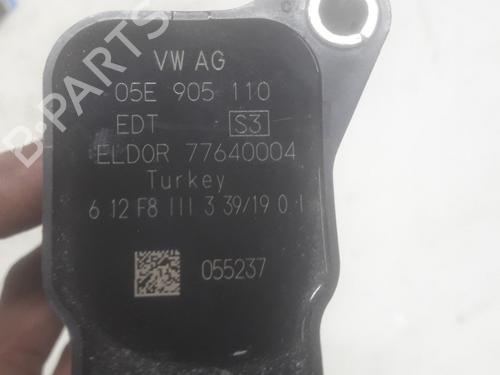 B-PARTS
VW AG
05E 905 110
EDT S3
ELDOR 77640004
Turkey
6 12 F8 III 3 39/19 0 1
055237